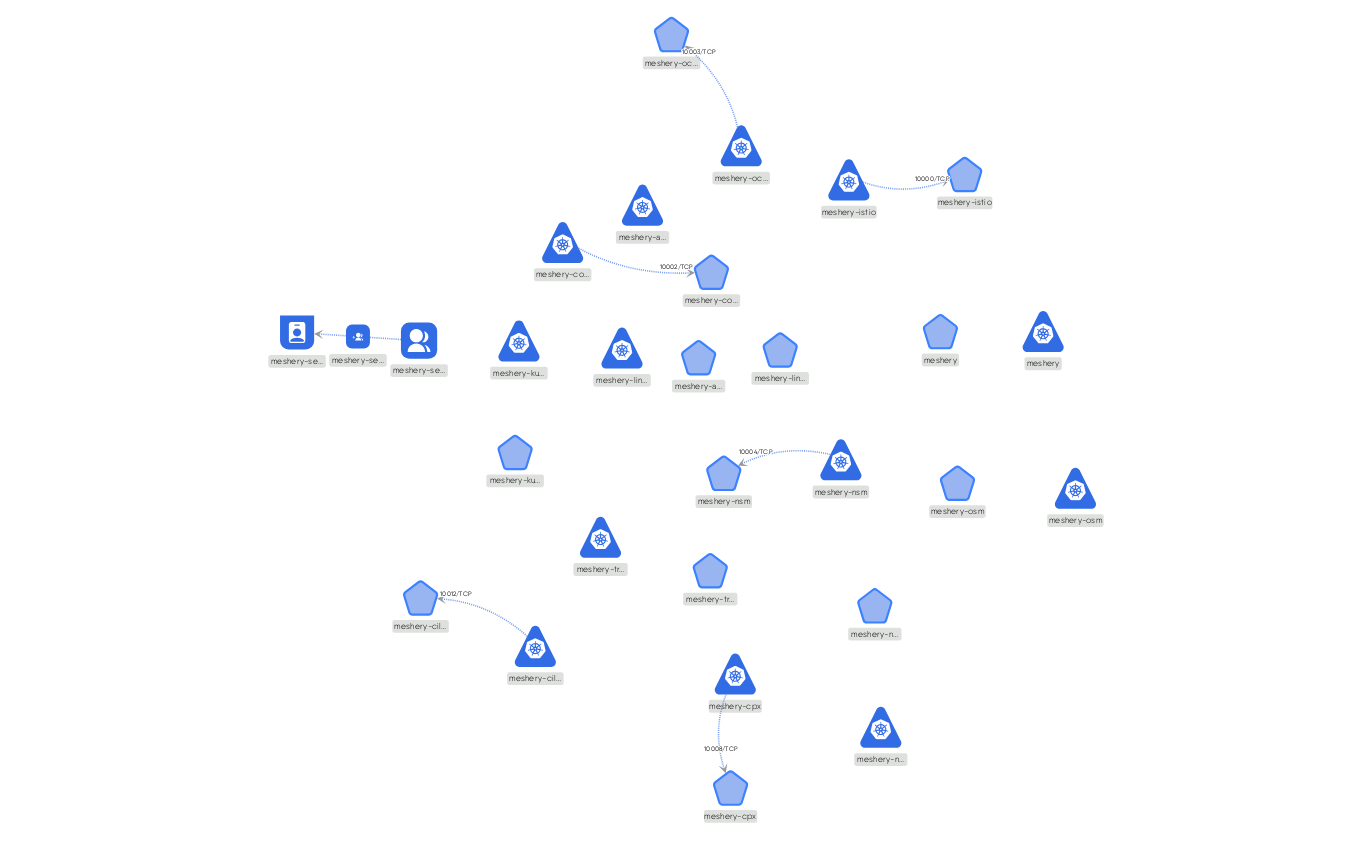 10003/TCP
meshery-oc...
meshery-oc...
10000/TCP
meshery-istio
meshery-istio
meshery-a...
meshery-co...
10002/TCP
meshery-co...
meshery-se...
meshery-se...
meshery-se...
meshery-ku...
meshery-lin...
meshery-a...
meshery-lin...
meshery
meshery
meshery-ku...
10004/TCP
meshery-nsm
meshery-nsm
meshery-osm
meshery-osm
meshery-tr...
meshery-tr...
10012/TCP
meshery-cil...
meshery-cil...
meshery-n...
meshery-cpx
10008/TCP
meshery-cpx
meshery-n...